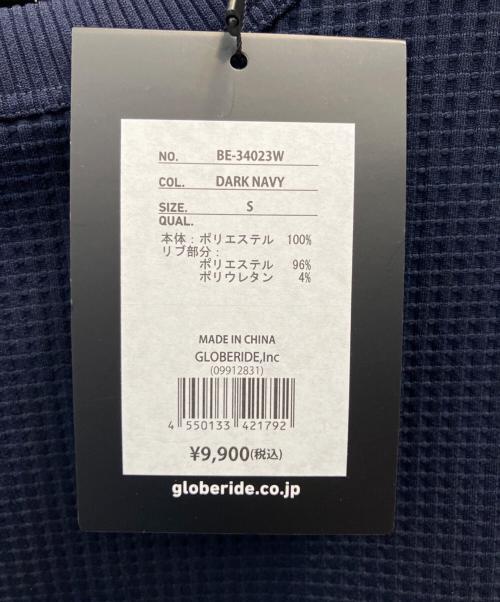 NO. BE-34023W
COL. DARK NAVY
SIZE. S
QUAL.
本体：ポリエステル 100%
リブ部分：
ポリエステル 96%
ポリウレタン 4%
MADE IN CHINA
GLOBERIDE,Inc
(09912831)
4 550133 421792
¥9,900(税込)
globeride.co.jp